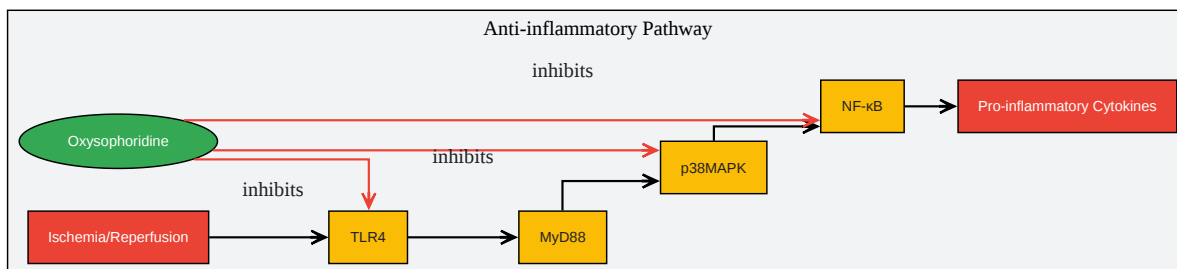 Anti-inflammatory Pathway
inhibits
NF-κB
Pro-inflammatory Cytokines
Oxysophoridine
inhibits
p38MAPK
inhibits
Ischemia/Reperfusion
TLR4
MyD88